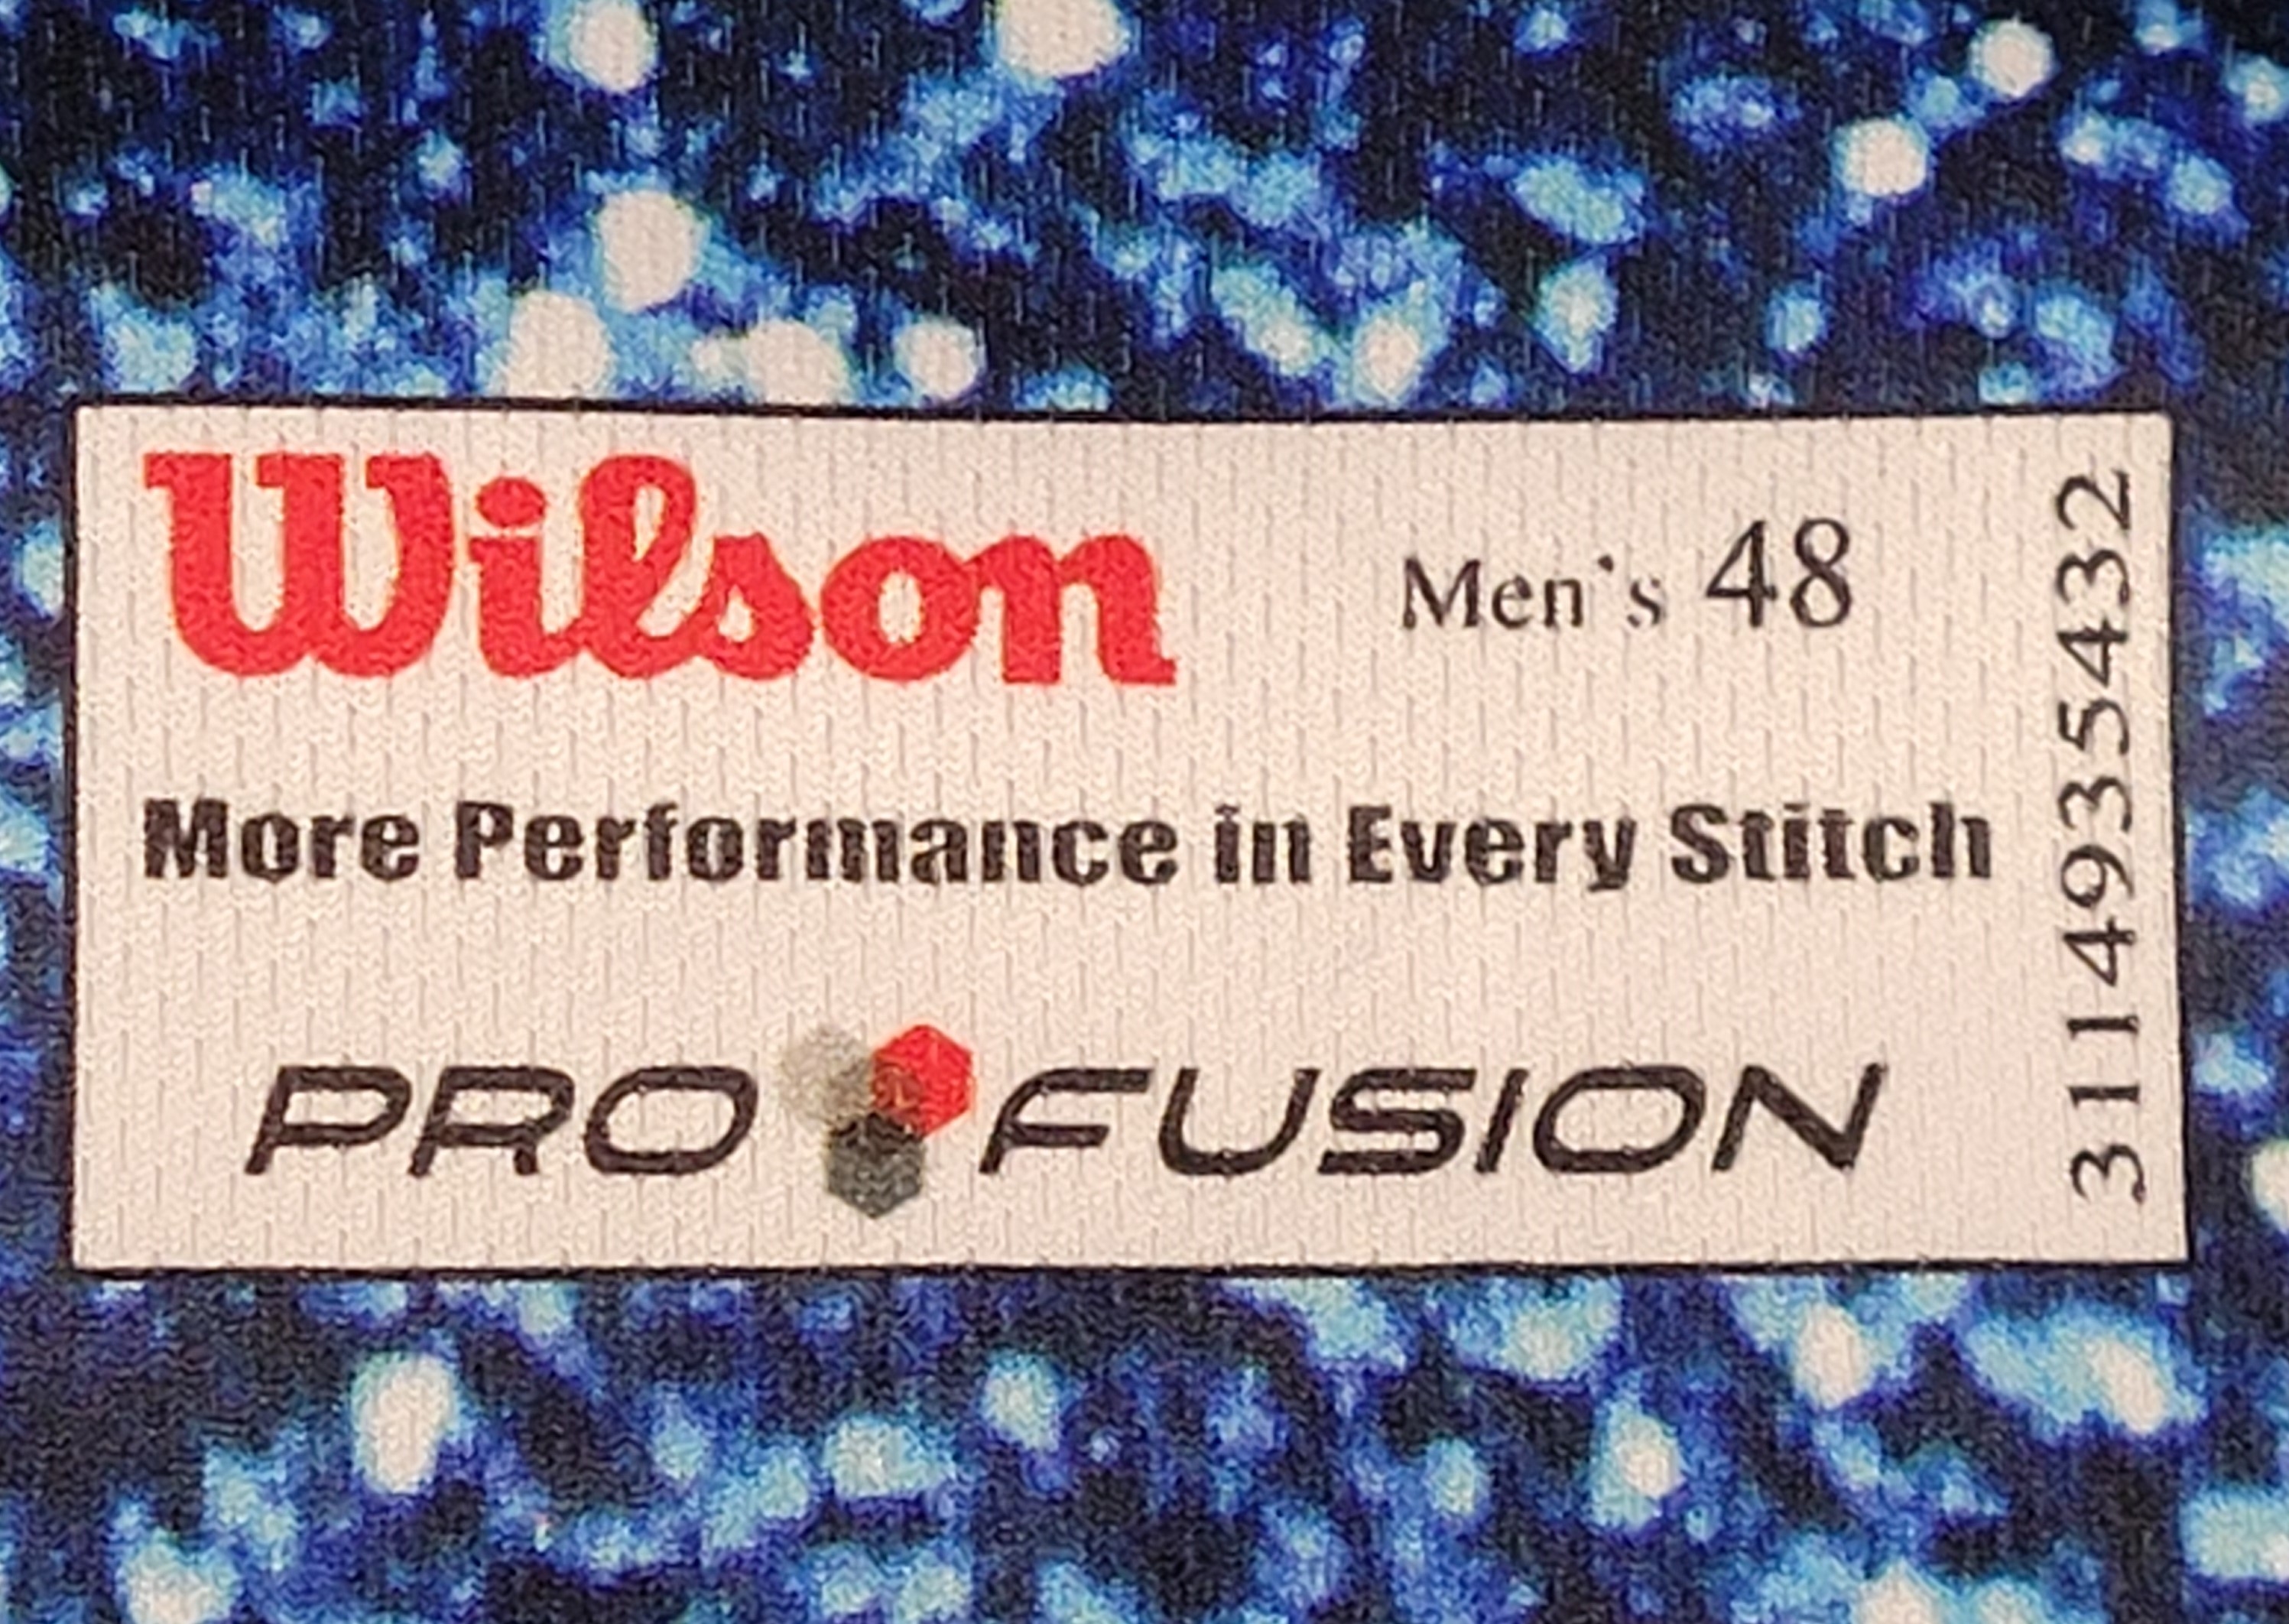 Wilson
Men's 48
More Performance in Every Stitch
PRO FUSION
3114935432